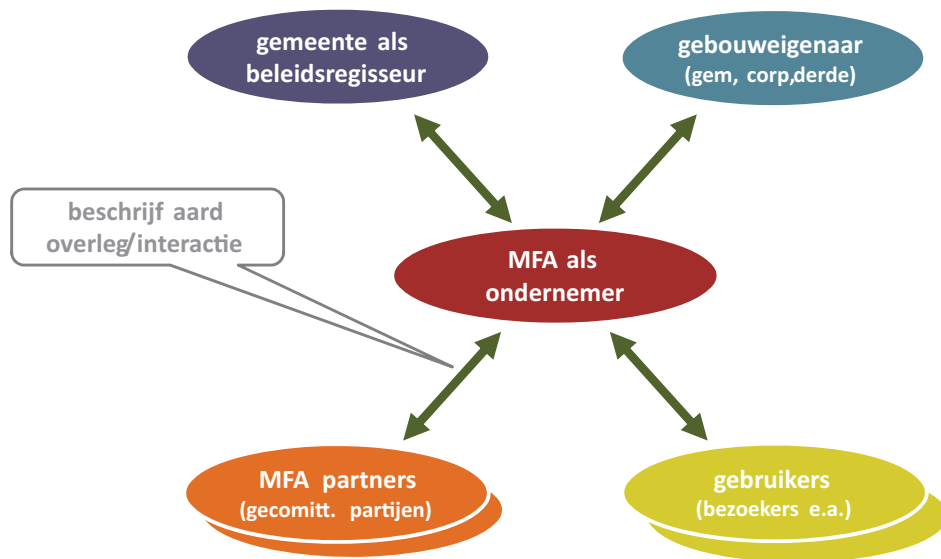 gemeente als
beleidsregisseur
gebouweigenaar
(gem, corp,derde)
beschrijf aard
overleg/interactie
MFA als
ondernemer
MFA partners
(gecomitt. partijen)
gebruikers
(bezoekers e.a.)